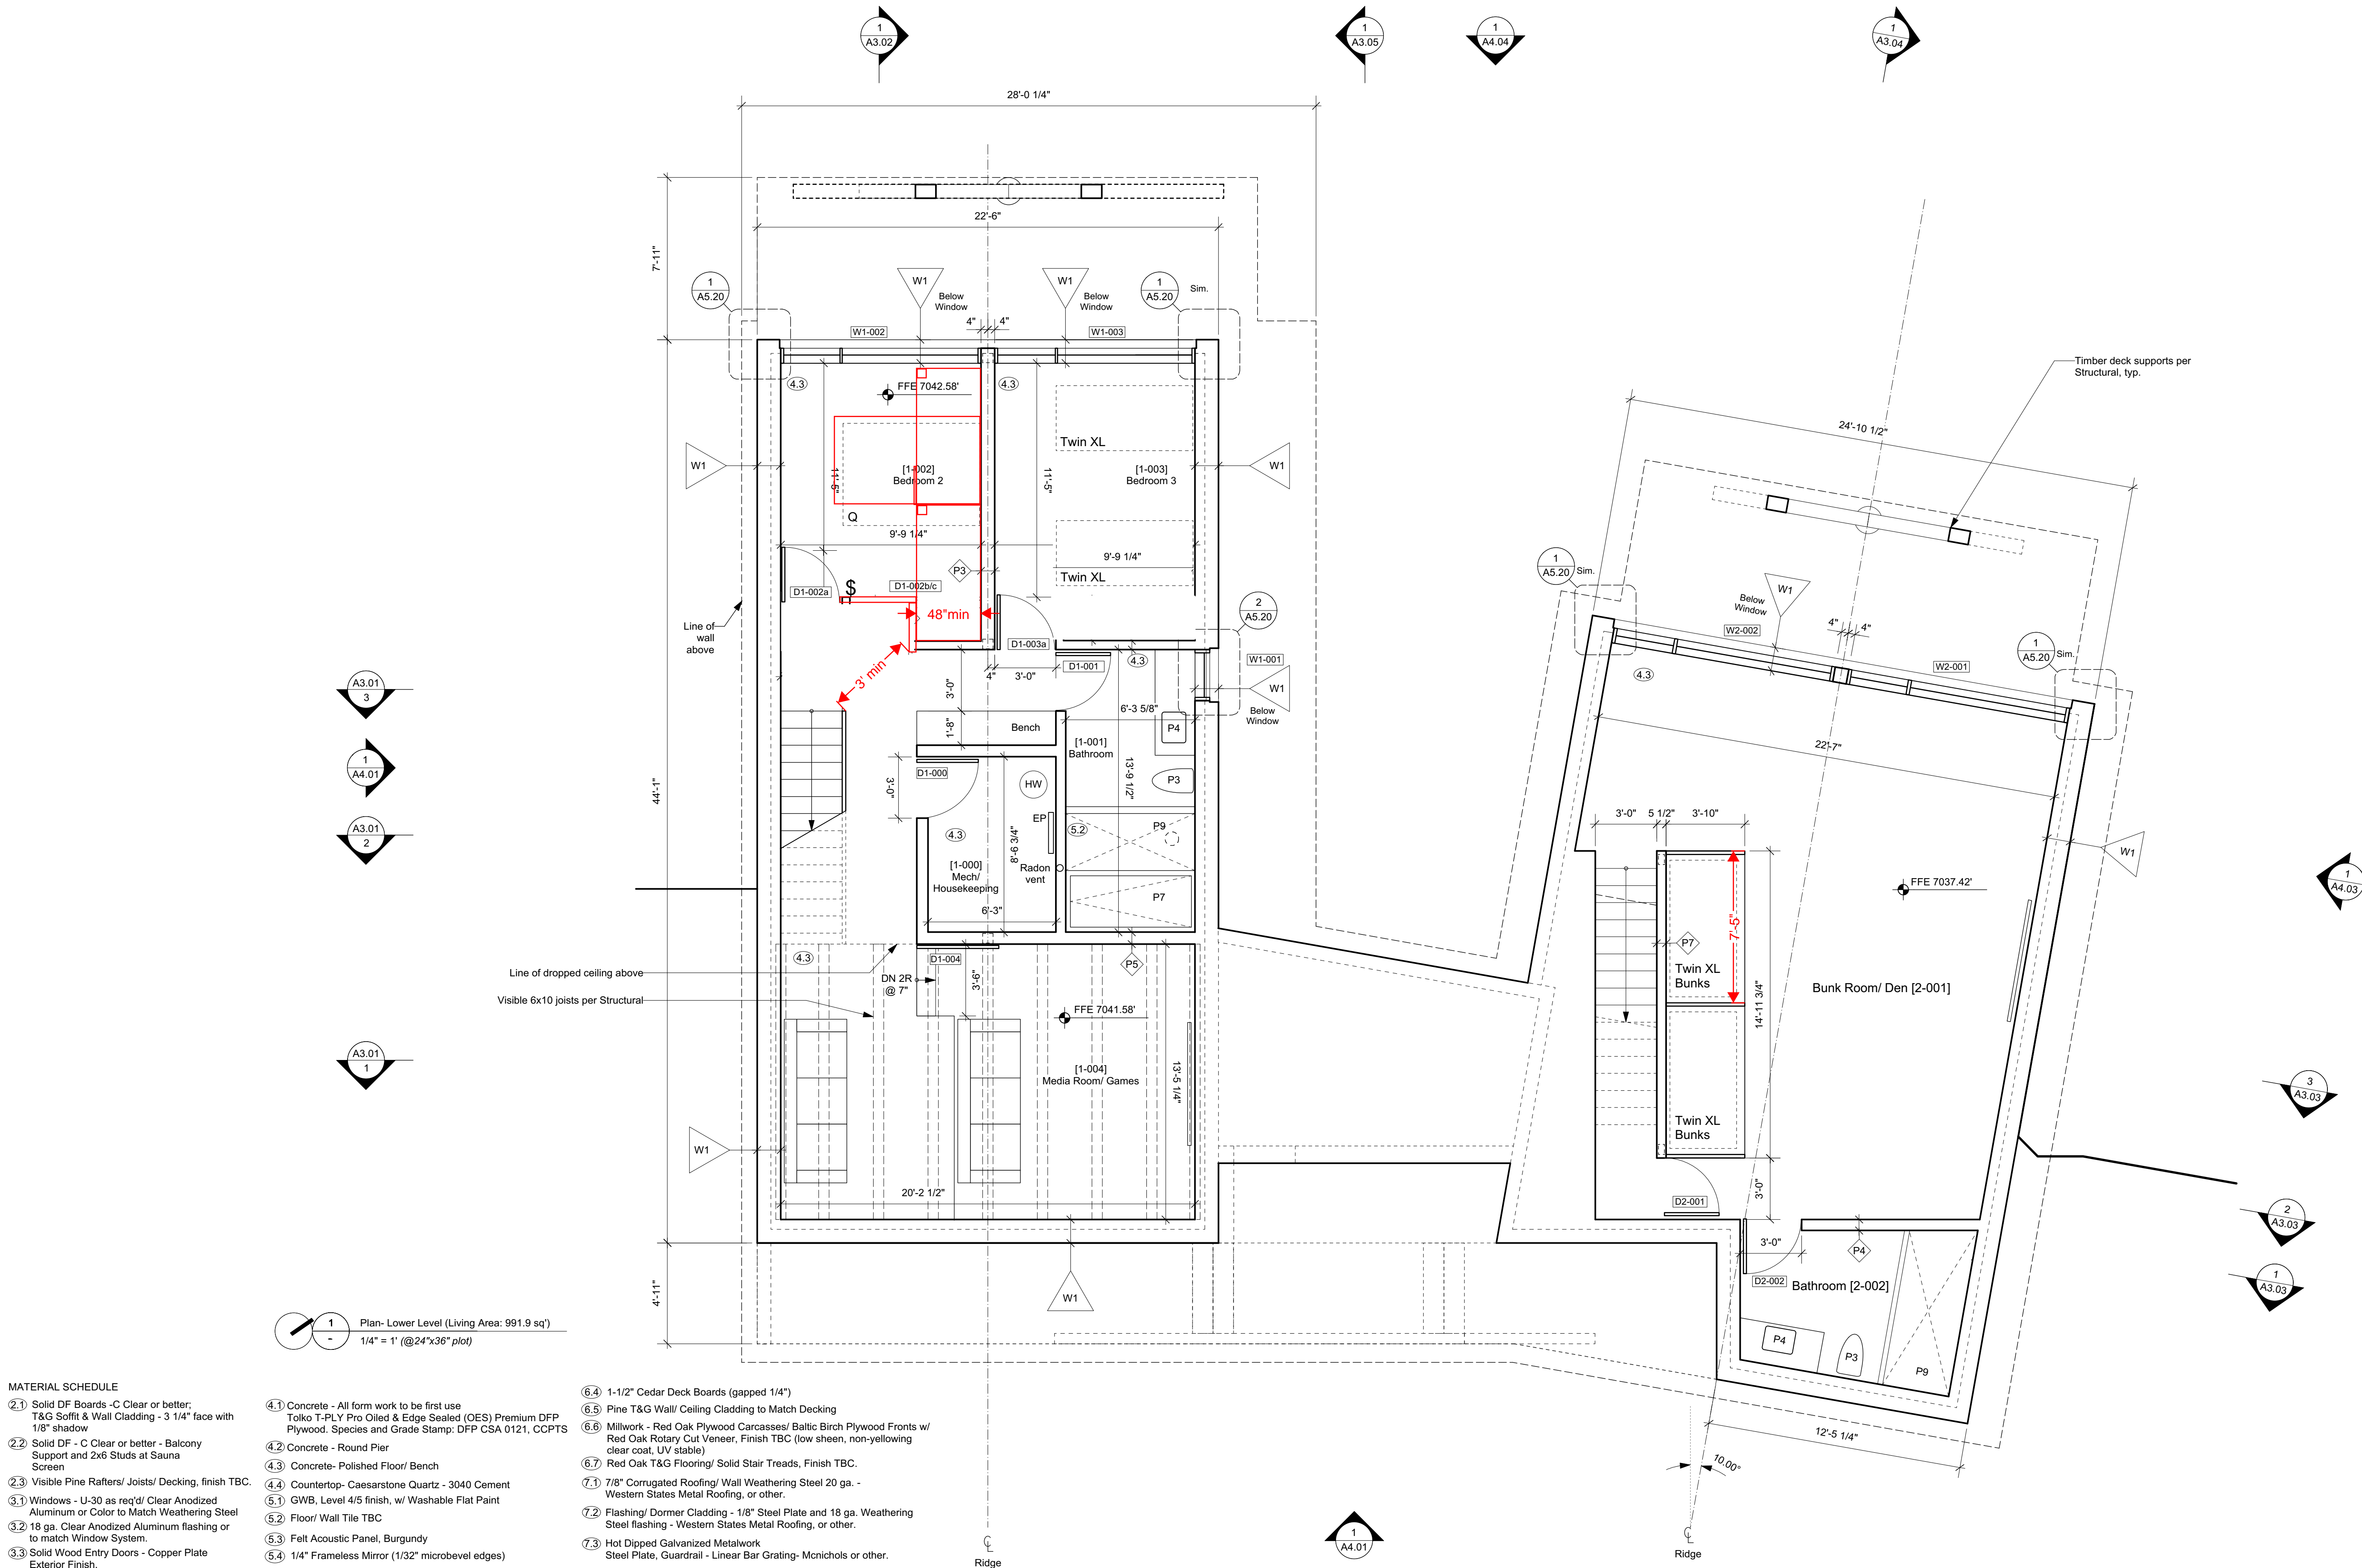 1
A3.02
1
A3.05
1
A4.04
1
A3.04
28'-0 1/4"
22'-6"
7'-11"
1
A5.20
W1
Below
Window
W1
Below
Window
1
A5.20
Sim.
4"
4"
W1-002
W1-003
4.3
FFE 7042.58'
4.3
Timber deck supports per
Structural, typ.
24'-10 1/2"
Twin XL
W1
[1-002]
Bedroom 2
11'-5"
11'-5"
[1-003]
Bedroom 3
W1
Q
9'-9 1/4"
9'-9 1/4"
P3
Twin XL
D1-002a
$
D1-002b/c
48"min
2
A5.20
1
A5.20
Sim.
W1
Below
Window
4"
4"
W2-002
1
A5.20
Sim.
W2-001
Line of
wall
above
D1-003a
D1-001
4.3
W1-001
3' min
3'-0"
4"
3'-0"
W1
Below
Window
4.3
A3.01
3
1'-8"
Bench
6'-3 5/8"
P4
[1-001]
Bathroom
22'-7"
1
A4.01
D1-000
HW
13'-9 1/2"
P3
44'-1"
3'-0"
EP
3'-0"
5 1/2"
3'-10"
A3.01
2
4.3
8'-6 3/4"
5.2
P9
W1
[1-000]
Mech/
Housekeeping
Radon
vent
P7
FFE 7037.42'
1
A4.03
6'-3"
7'-5"
P7
4.3
D1-004
P5
Line of dropped ceiling above
DN 2R
@ 7"
3'-6"
Twin XL
Bunks
14'-11 3/4"
Bunk Room/ Den [2-001]
Visible 6x10 joists per Structural
FFE 7041.58'
A3.01
1
[1-004]
Media Room/ Games
13'-5 1/4"
3
A3.03
Twin XL
Bunks
W1
20'-2 1/2"
3'-0"
D2-001
2
A3.03
3'-0"
P4
D2-002
Bathroom [2-002]
1
A3.03
4'-11"
W1
P4
P3
P9
1
-
Plan- Lower Level (Living Area: 991.9 sq')
1/4" = 1' (@24"x36" plot)
12'-5 1/4"
10.00°
MATERIAL SCHEDULE
2.1 Solid DF Boards -C Clear or better;
T&G Soffit & Wall Cladding - 3 1/4" face with
1/8" shadow
2.2 Solid DF - C Clear or better - Balcony
Support and 2x6 Studs at Sauna
Screen
2.3 Visible Pine Rafters/ Joists/ Decking, finish TBC.
3.1 Windows - U-30 as req'd/ Clear Anodized
Aluminum or Color to Match Weathering Steel
3.2 18 ga. Clear Anodized Aluminum flashing or
to match Window System.
3.3 Solid Wood Entry Doors - Copper Plate
Exterior Finish.
4.1 Concrete - All form work to be first use
Tolko T-PLY Pro Oiled & Edge Sealed (OES) Premium DFP
Plywood. Species and Grade Stamp: DFP CSA 0121, CCPTS
4.2 Concrete - Round Pier
4.3 Concrete- Polished Floor/ Bench
4.4 Countertop- Caesarstone Quartz - 3040 Cement
5.1 GWB, Level 4/5 finish, w/ Washable Flat Paint
5.2 Floor/ Wall Tile TBC
5.3 Felt Acoustic Panel, Burgundy
5.4 1/4" Frameless Mirror (1/32" microbevel edges)
6.4 1-1/2" Cedar Deck Boards (gapped 1/4")
6.5 Pine T&G Wall/ Ceiling Cladding to Match Decking
6.6 Millwork - Red Oak Plywood Carcasses/ Baltic Birch Plywood Fronts w/
Red Oak Rotary Cut Veneer, Finish TBC (low sheen, non-yellowing
clear coat, UV stable)
6.7 Red Oak T&G Flooring/ Solid Stair Treads, Finish TBC.
7.1 7/8" Corrugated Roofing/ Wall Weathering Steel 20 ga. -
Western States Metal Roofing, or other.
7.2 Flashing/ Dormer Cladding - 1/8" Steel Plate and 18 ga. Weathering
Steel flashing - Western States Metal Roofing, or other.
7.3 Hot Dipped Galvanized Metalwork
Steel Plate, Guardrail - Linear Bar Grating- Mcnichols or other.
Ridge
1
A4.01
Ridge